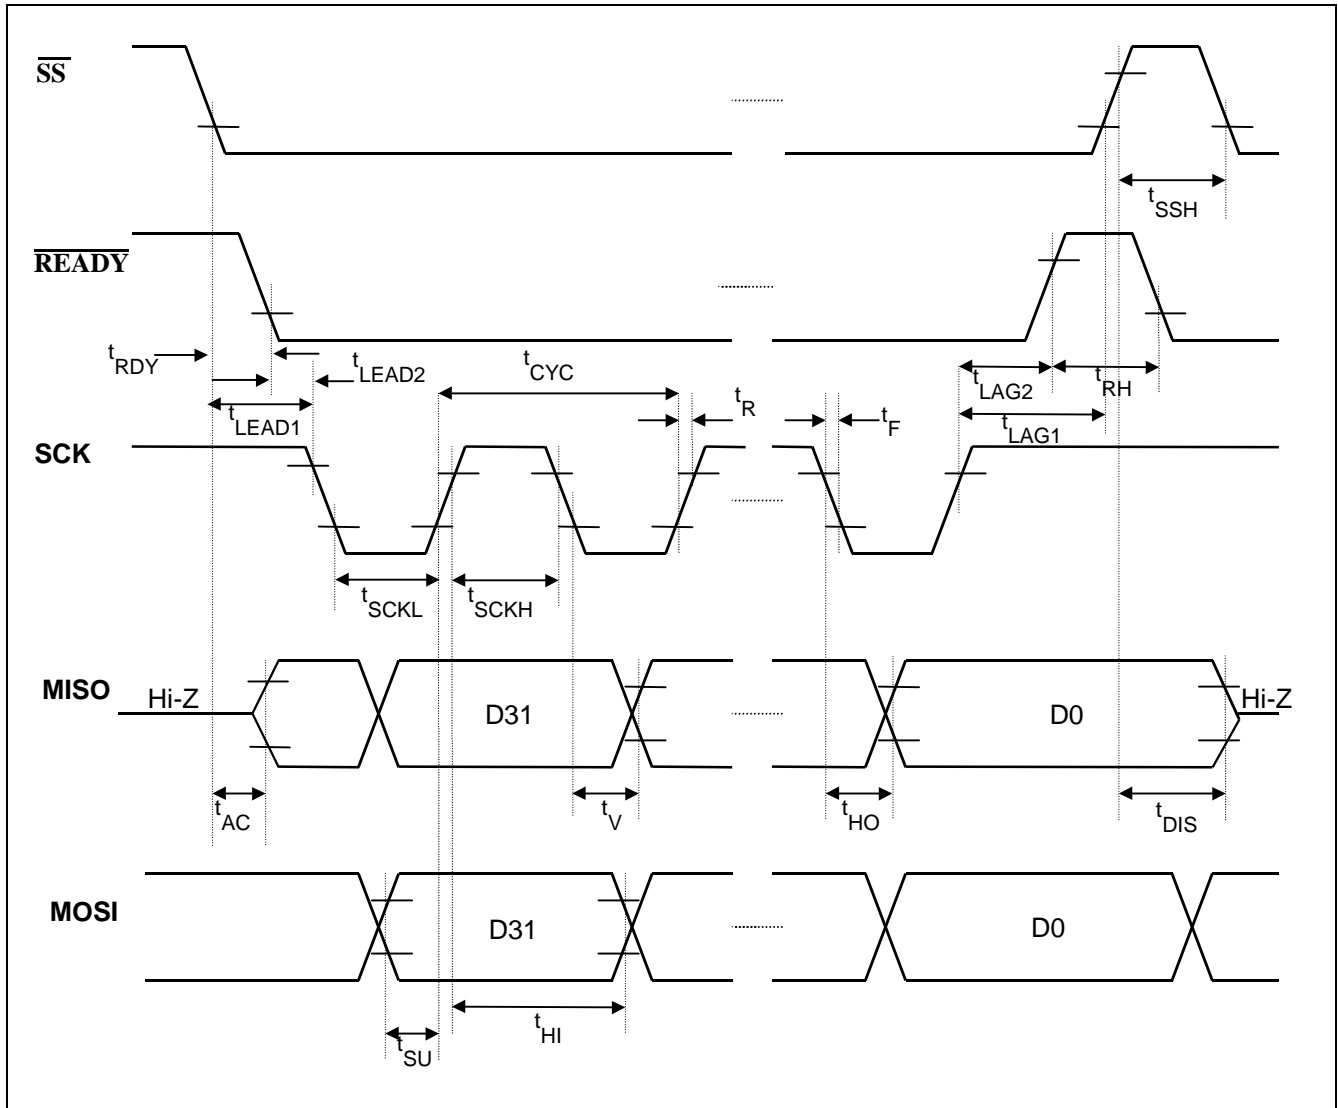 SS
tSSH
READY
tRDY
tLEAD2
tCYC
tLAG2
tRH
tLEAD1
tR
tF
tLAG1
SCK
tSCKL
tSCKH
MISO
Hi-Z
D31
D0
Hi-Z
tAC
tV
tHO
tDIS
MOSI
D31
D0
tHI
tSU